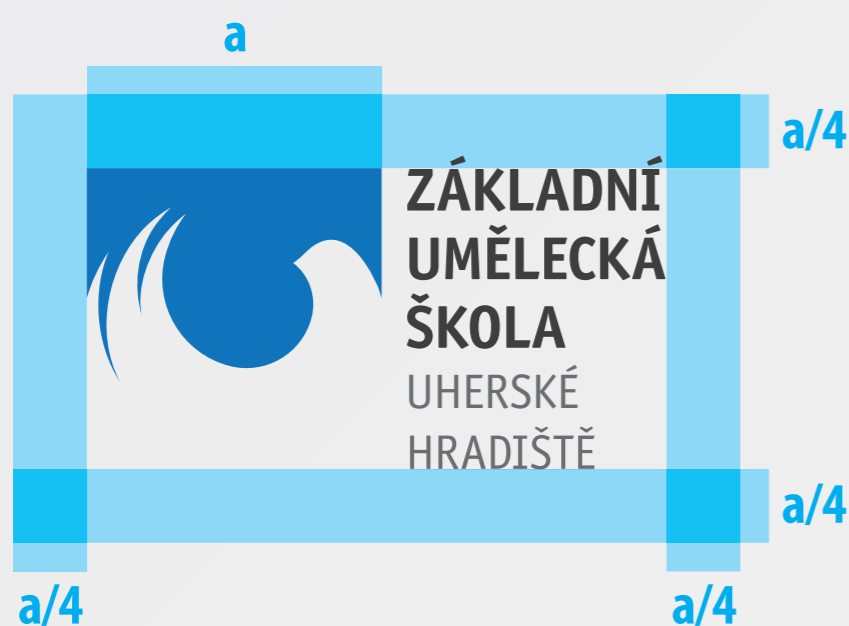 a
a/4
ZÁKLADNÍ
UMĚLECKÁ
ŠKOLA
UHERSKÉ
HRADIŠTĚ
a/4
a/4
a/4